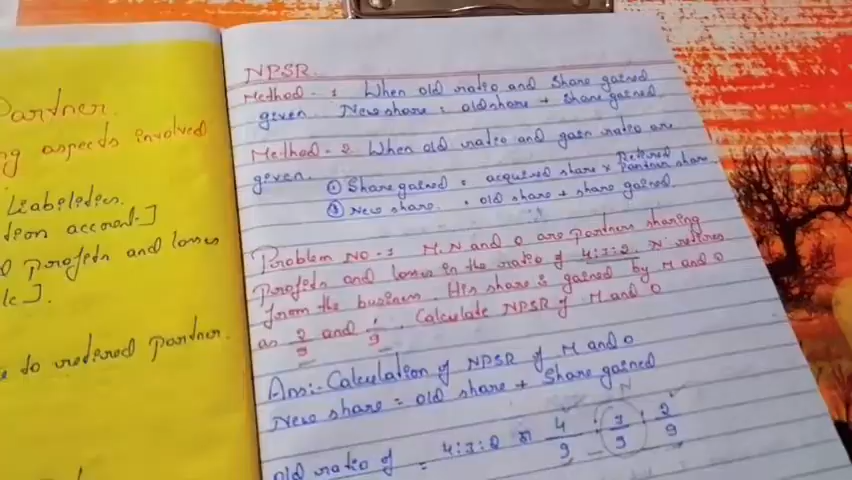 Partner.
ng aspects involved
Liabilities.
tion account.]
d profits and losses
le].
e to retired partner.
NPSR
Method - 1 When old ratio and Share gained
given. New share = old share + Share gained
Method - 2 When old ratio and gain ratio are
given. ① Share gained = acquired share x Retired Partner share
② New share = old share + share gained
Problem No - 1 M, N and O are partners sharing
Profits and losses in the ratio of 4:3:2. N retires
from the business. His share is gained by M and O
as 2/9 and 1/9. Calculate NPSR of M and O
Ans:- Calculation of NPSR of M and O
New share = old share + Share gained
N
old ratio of = 4:3:2 or 4/9 : 3/9 : 2/9